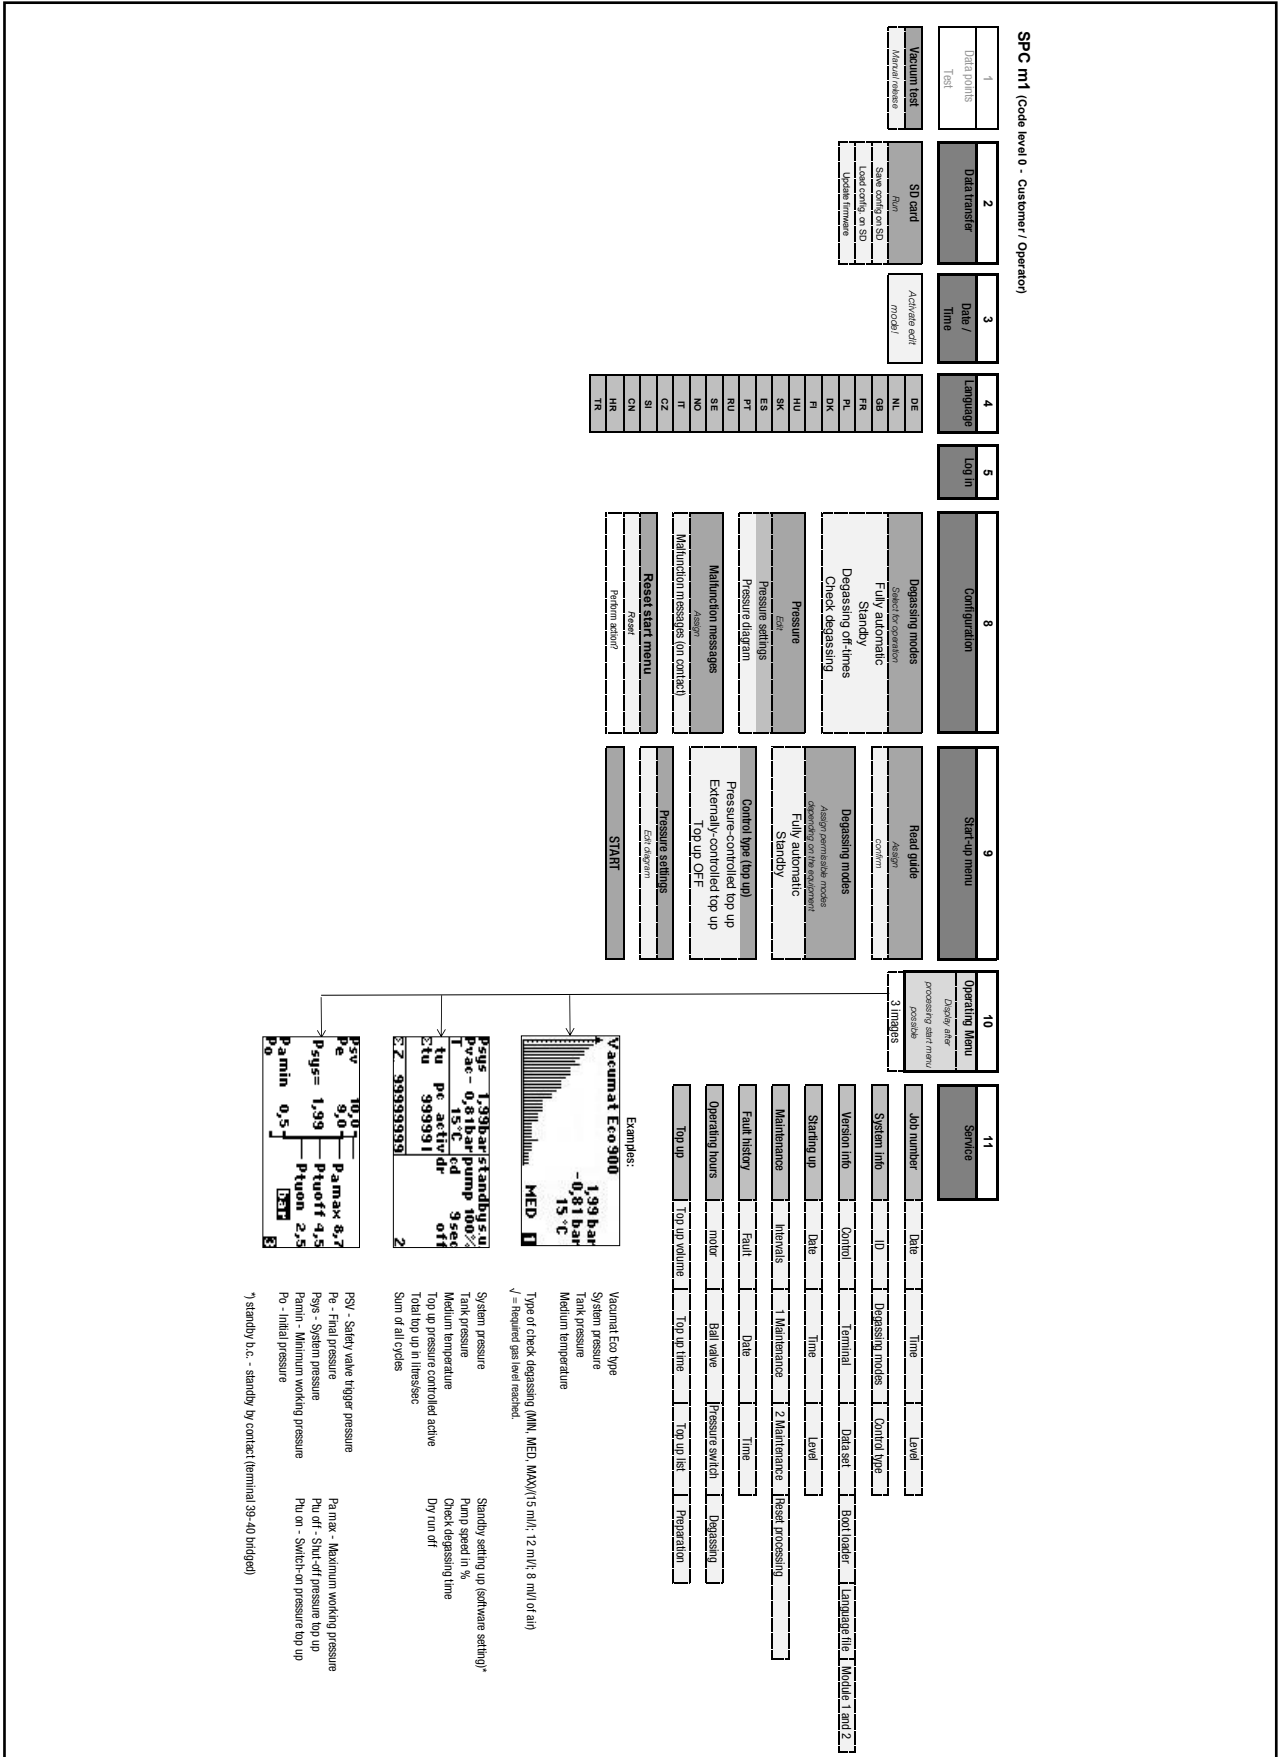 SPC m1 (Code level 0 - Customer / Operator)
1
Data points
Test
Vacuum test
Manual release
2
Data transfer
SD card
Run
Save config on SD
Load config. on SD
Update firmware
3
Date /
Time
Activate edit
mode!
4
Language
DE
NL
GB
FR
PL
DK
FI
HU
SK
ES
PT
RU
SE
NO
IT
CZ
SI
CN
HR
TR
5
Log in
8
Configuration
Degassing modes
Select for operation
Fully automatic
Standby
Degassing off-times
Check degassing
Pressure
Edit
Pressure settings
Pressure diagram
Malfunction messages
Assign
Malfunction messages (on contact)
Reset start menu
Reset
Perform action?
9
Start-up menu
Read guide
Assign
confirm
Degassing modes
Assign permissible modes
depending on the equipment
Fully automatic
Standby
Control type (top up)
Pressure-controlled top up
Externally-controlled top up
Top up OFF
Pressure settings
Edit diagram
START
10
Operating Menu
Display after
processing start menu
possible
3 images
11
Service
Job number Date Time Level
System info ID Degassing modes Control type
Version info Control Terminal Data set Boot loader Language file Module 1 and 2
Starting up Date Time Level
Maintenance Intervals 1 Maintenance 2 Maintenance Reset processing
Fault history Fault Date Time
Operating hours motor Ball valve Pressure switch Degassing
Top up Top up volume Top up time Top up list Preparation
Examples:
Vacumat Eco900
1,99 bar
-0,81 bar
15 °C
MED 1
Vacumat Eco type
System pressure
Tank pressure
Medium temperature
Type of check degassing (MIN, MED, MAX)/(15 ml/l; 12 ml/l; 8 ml/l of air)
√ = Required gas level reached.
Psys 1,99bar standby s.u
Pvac- 0,81bar pump 100%
T 15°C cd 9sec
tu pc activ dr off
Σtu 99999 l
ΣZ 99999999 2
System pressure
Tank pressure
Medium temperature
Top up pressure controlled active
Total top up in litres/sec
Sum of all cycles
Standby setting up (software setting)*
Pump speed in %
Check degassing time
Dry run off
Psv 10,0
Pe 9,0
Pamax 8,7
Psys= 1,99
Ptuoff 4,5
Ptuon 2,5
Pamin 0,5
Po bar 3
PSV - Safety valve trigger pressure
Pe - Final pressure
Psys - System pressure
Pamin - Minimum working pressure
Po - Initial pressure
Pa max - Maximum working pressure
Ptu off - Shut-off pressure top up
Ptu on - Switch-on pressure top up
*) standby b.c. - standby by contact (terminal 39-40 bridged)